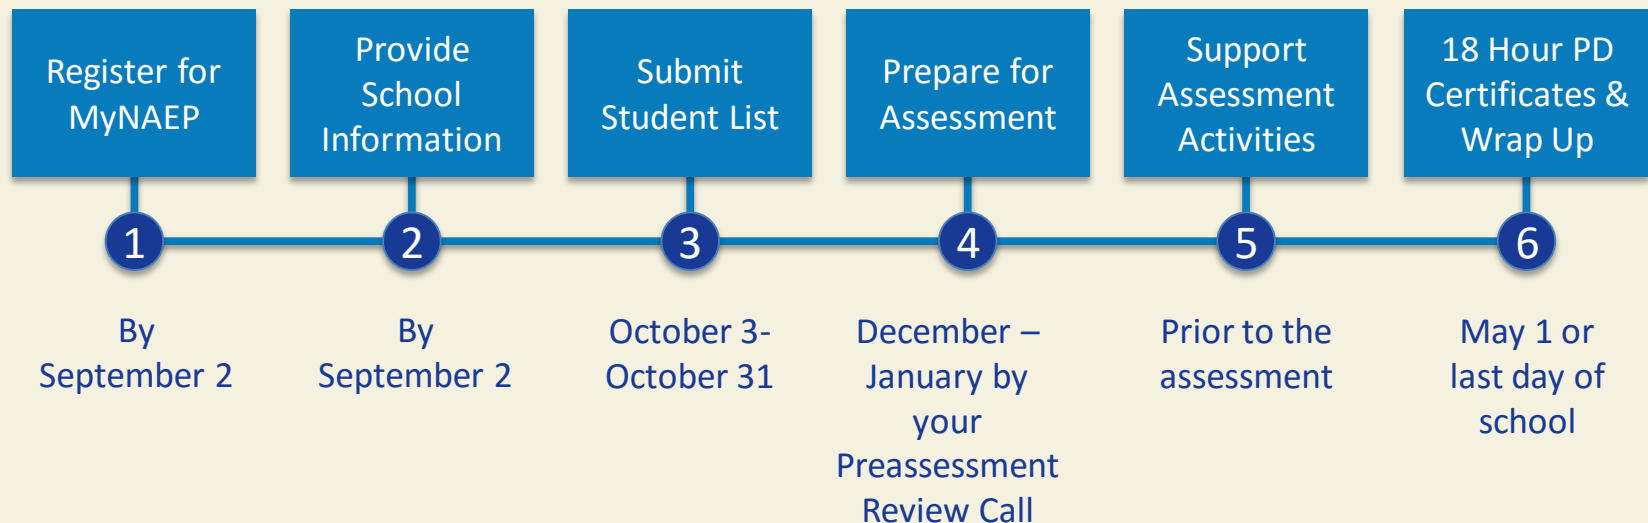 Register for
MyNAEP
Provide
School
Information
Submit
Student List
Prepare for
Assessment
Support
Assessment
Activities
18 Hour PD
Certificates &
Wrap Up
1
2
3
4
5
6
By
September 2
By
September 2
October 3-
October 31
December –
January by
your
Preassessment
Review Call
Prior to the
assessment
May 1 or
last day of
school